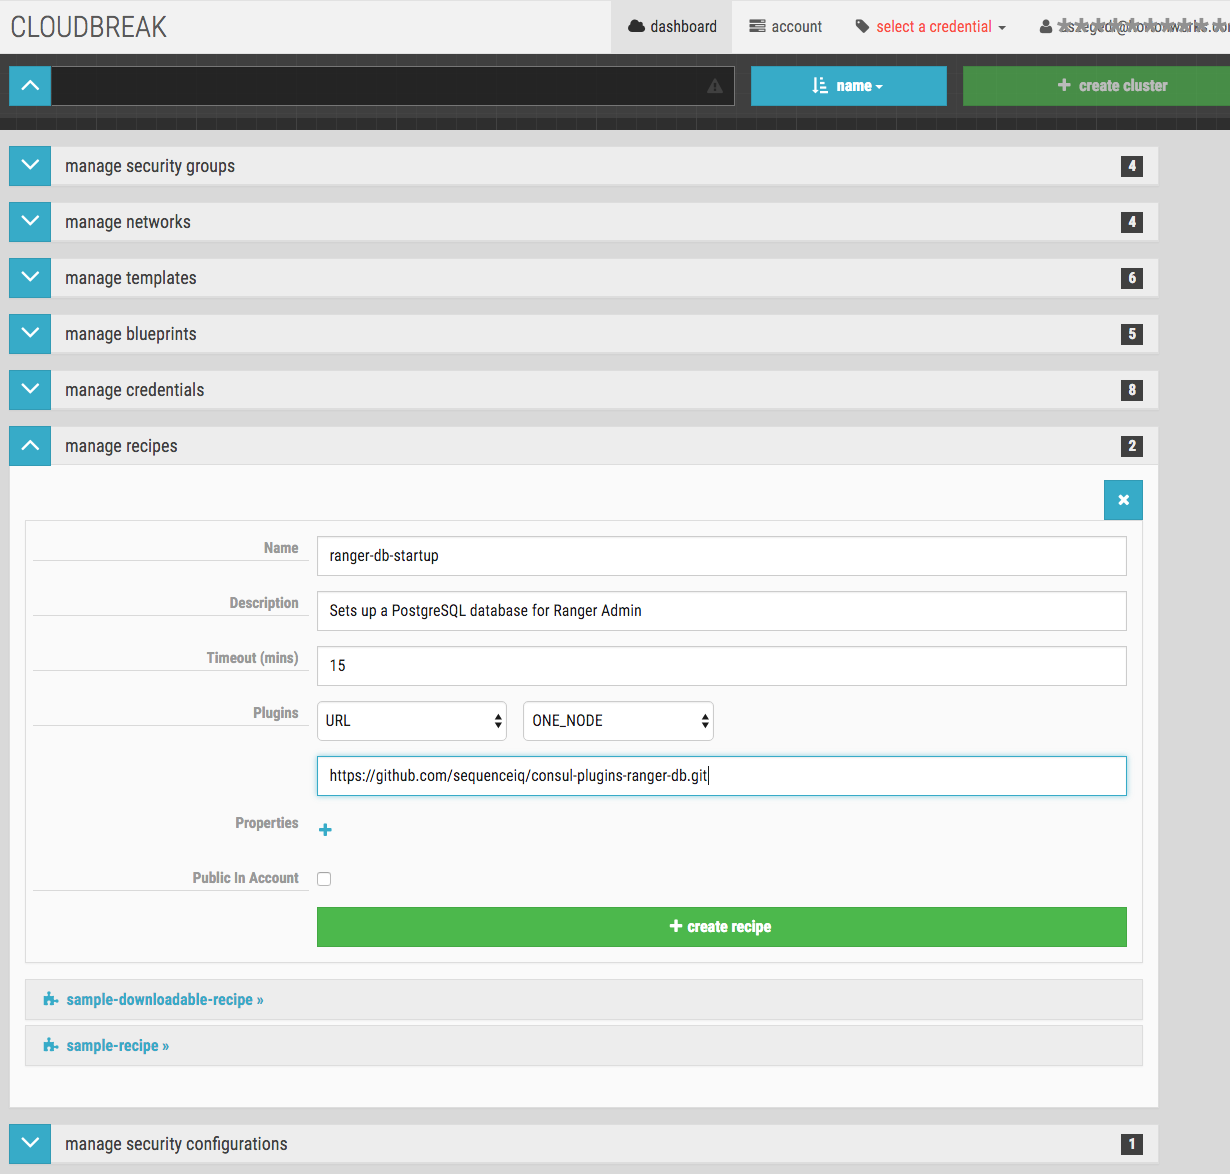 CLOUDBREAK
dashboard
account
select a credential
name
+ create cluster
manage security groups
4
manage networks
4
manage templates
6
manage blueprints
5
manage credentials
8
manage recipes
2
Name
ranger-db-startup
Description
Sets up a PostgreSQL database for Ranger Admin
Timeout (mins)
15
Plugins
URL
ONE_NODE
https://github.com/sequenceiq/consul-plugins-ranger-db.git
Properties
+
Public In Account
+ create recipe
sample-downloadable-recipe »
sample-recipe »
manage security configurations
1